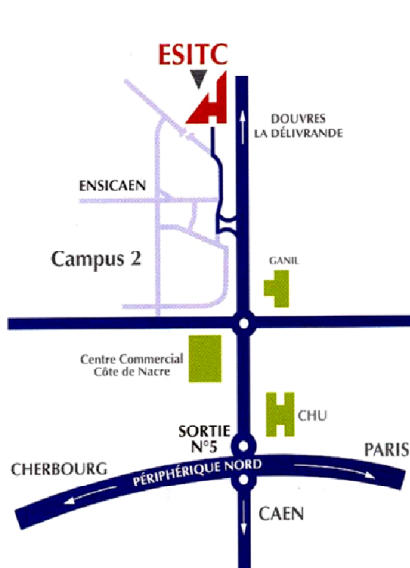 ESITC
DOUVRES
LA DÉLIVRANDE
ENSICAEN
Campus 2
GANIL
Centre Commercial
Côte de Nacre
CHU
SORTIE
N°5
PARIS
CHERBOURG
PÉRIPHÉRIQUE NORD
CAEN